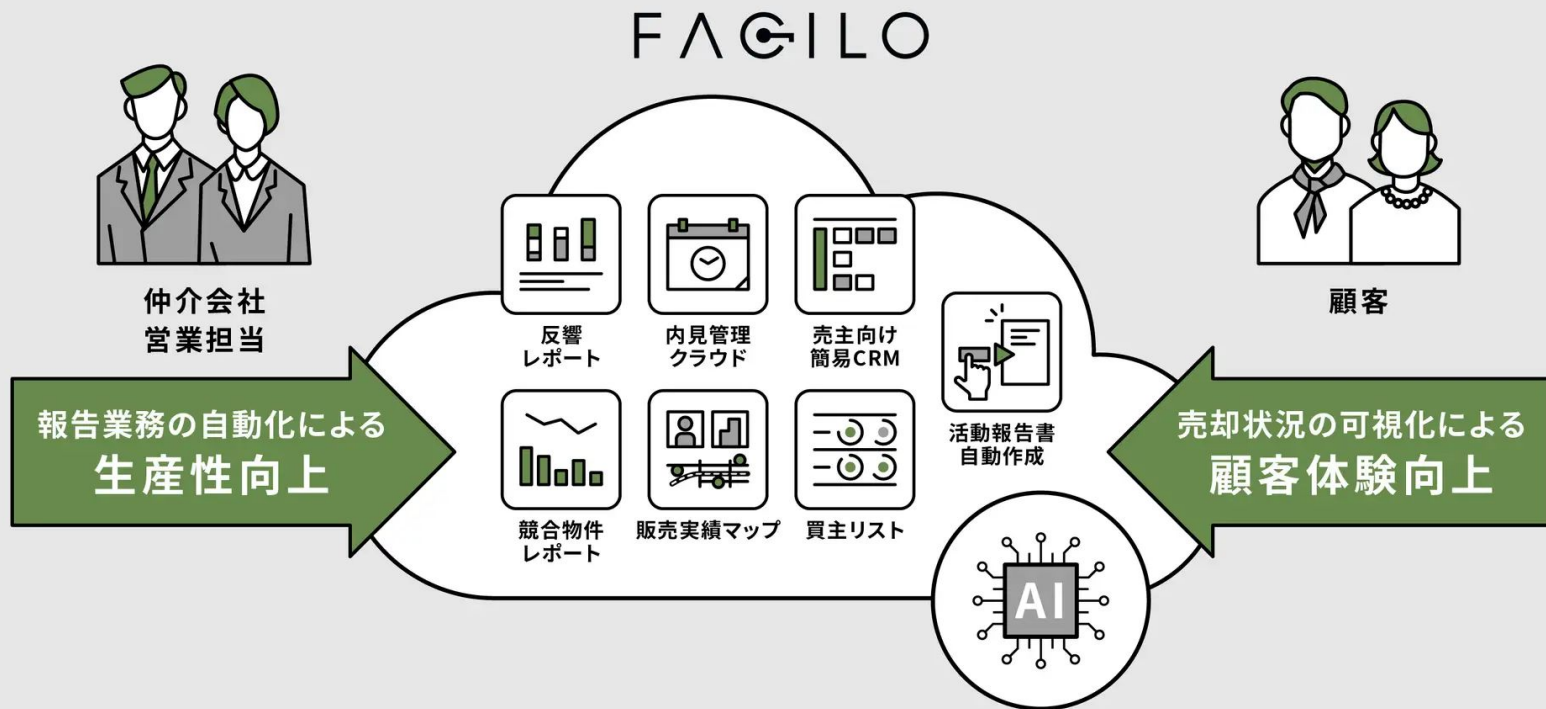 FACILO
仲介会社
営業担当
顧客
報告業務の自動化による
生産性向上
反響
レポート
内見管理
クラウド
売主向け
簡易CRM
活動報告書
自動作成
競合物件
レポート
販売実績マップ
買主リスト
AI
売却状況の可視化による
顧客体験向上